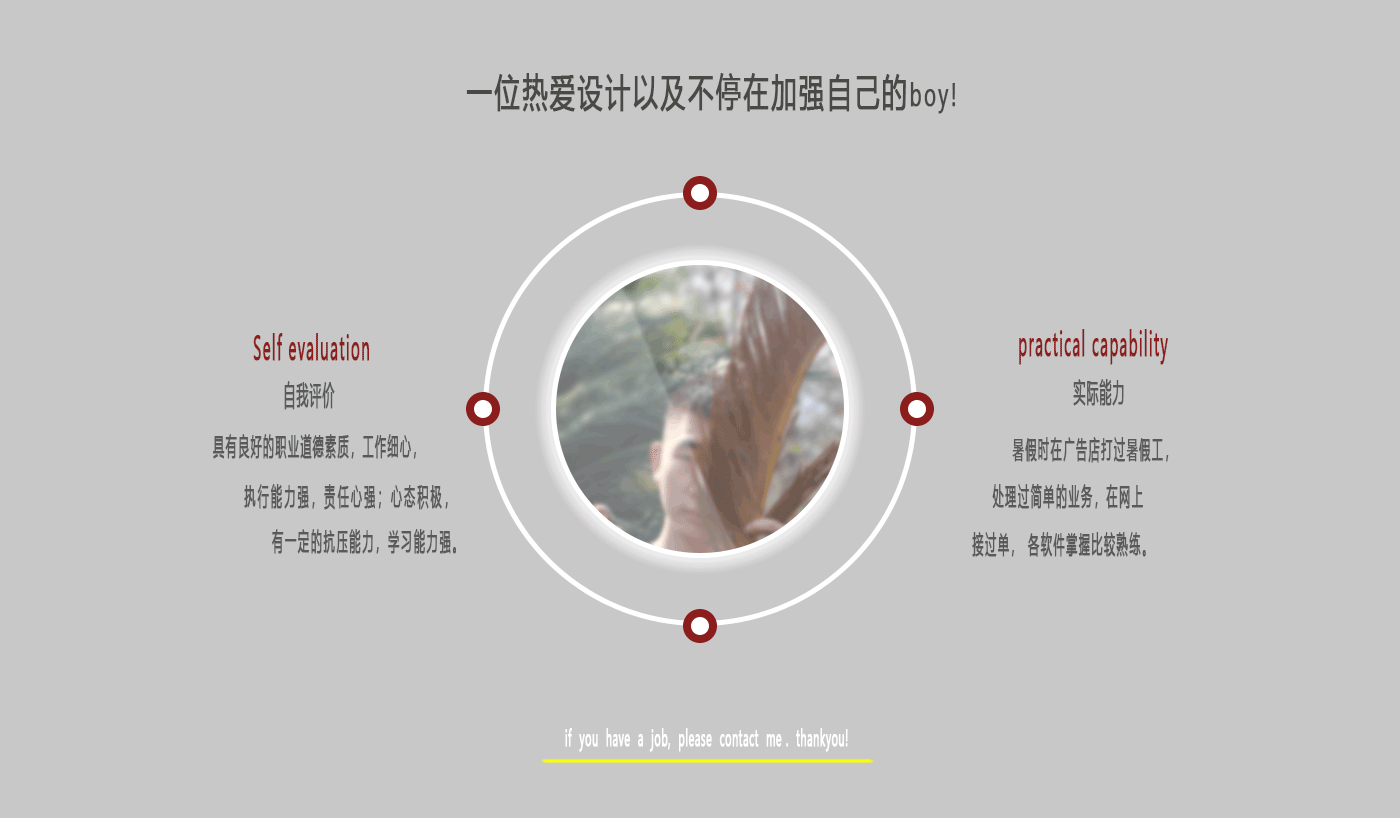 一位热爱设计以及不停在加强自己的boy!
Self evaluation
自我评价
具有良好的职业道德素质，工作细心，
执行能力强，责任心强；心态积极，
有一定的抗压能力，学习能力强。
practical capability
实际能力
暑假时在广告店打过暑假工，
处理过简单的业务，在网上
接过单， 各软件掌握比较熟练。
if you have a job, please contact me . thankyou!